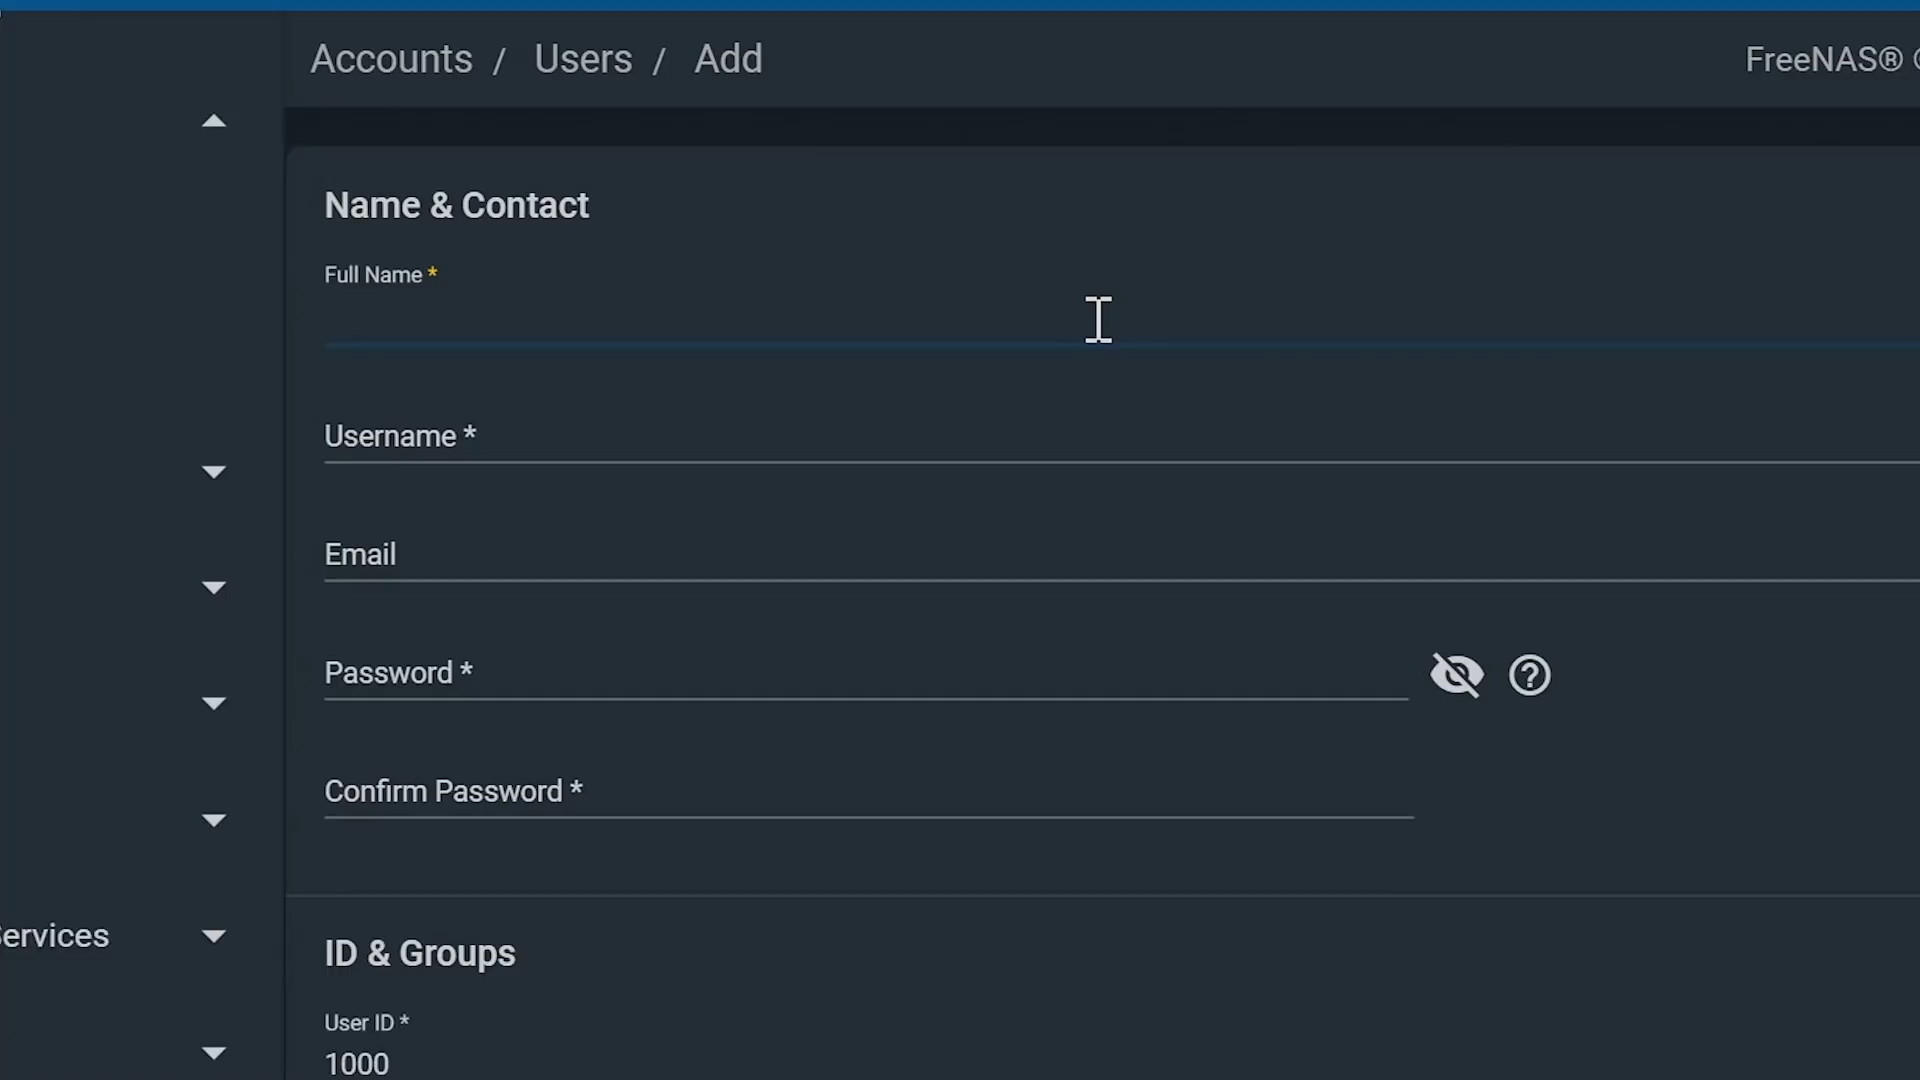 Accounts / Users / Add
FreeNAS®
Name & Contact
Full Name *
Username *
Email
Password *
Confirm Password *
ervices
ID & Groups
User ID *
1000